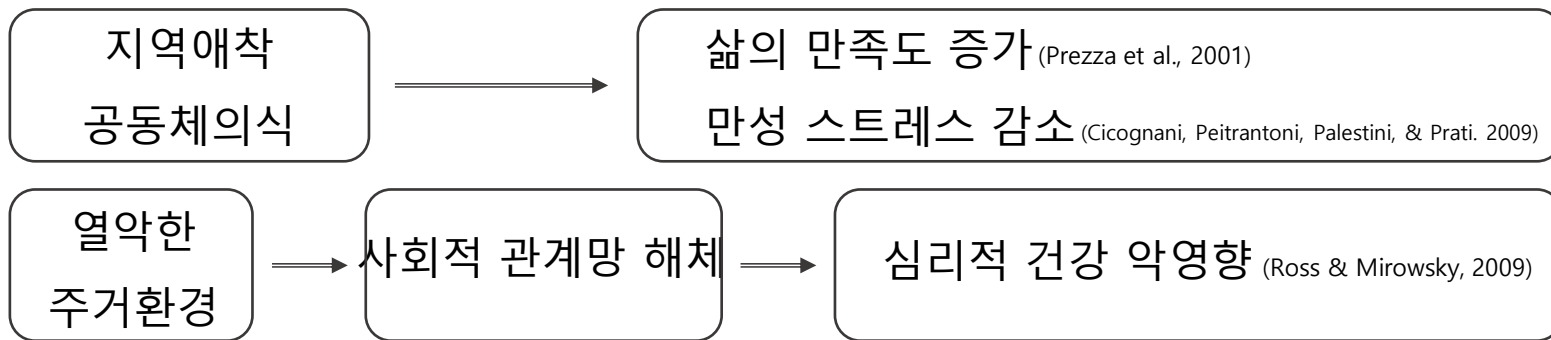 지역애착
공동체의식
삶의 만족도 증가 (Prezza et al., 2001)
만성 스트레스 감소 (Cicognani, Peitrantoni, Palestini, & Prati. 2009)
열악한
주거환경
사회적 관계망 해체
심리적 건강 악영향 (Ross & Mirowsky, 2009)